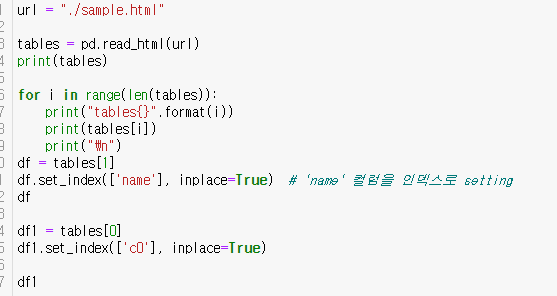 url = "./sample.html"
tables = pd.read_html(url)
print(tables)
for i in range(len(tables)):
    print("tables{}".format(i))
    print(tables[i])
    print("₩n")
df = tables[1]
df.set_index(['name'], inplace=True)  # 'name' 컬럼을 인덱스로 setting
df
df1 = tables[0]
df1.set_index(['c0'], inplace=True)
df1